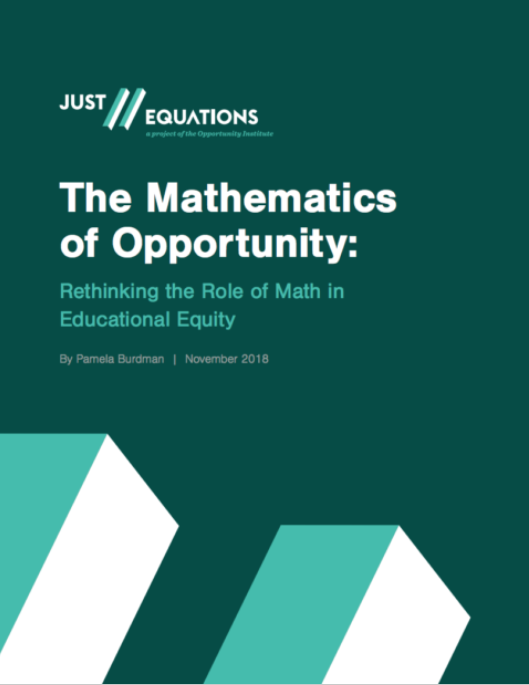 JUST EQUATIONS
a project of the Opportunity Institute
The Mathematics
of Opportunity:
Rethinking the Role of Math in
Educational Equity
By Pamela Burdman | November 2018